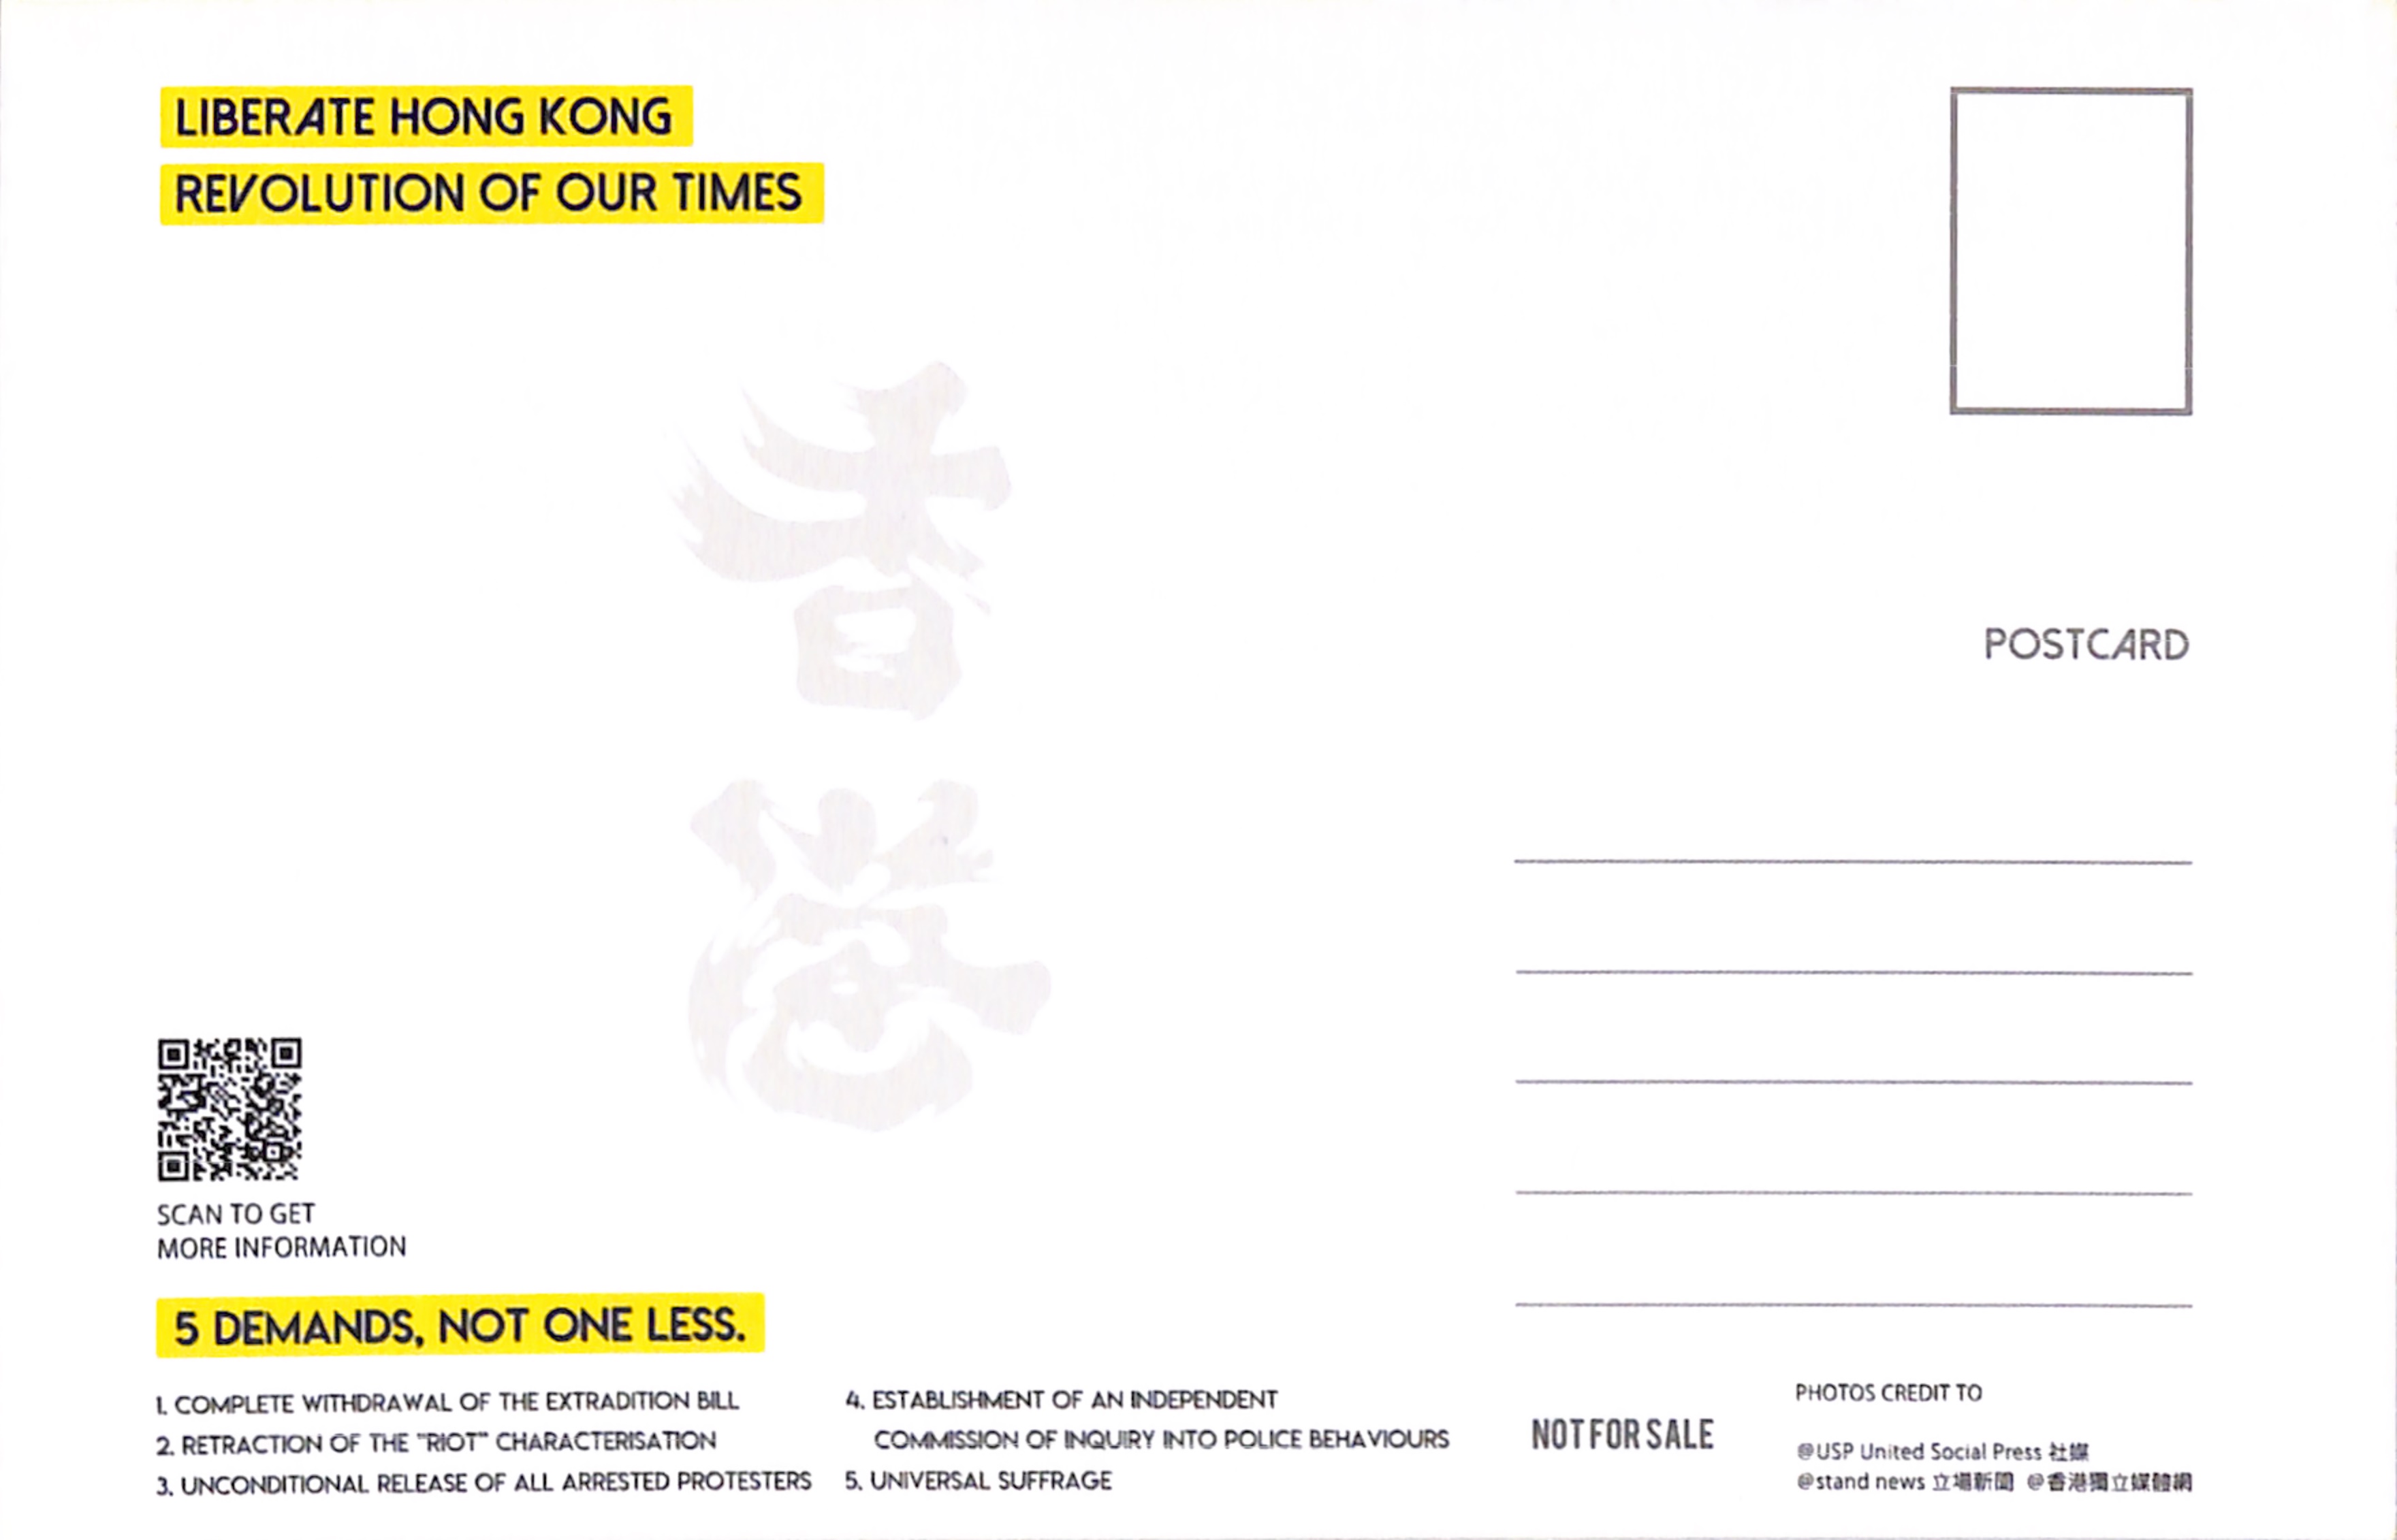 LIBERATE HONG KONG
REVOLUTION OF OUR TIMES
香
港
POSTCARD
SCAN TO GET
MORE INFORMATION
5 DEMANDS, NOT ONE LESS.
1. COMPLETE WITHDRAWAL OF THE EXTRADITION BILL
2. RETRACTION OF THE "RIOT" CHARACTERISATION
3. UNCONDITIONAL RELEASE OF ALL ARRESTED PROTESTERS
4. ESTABLISHMENT OF AN INDEPENDENT
COMMISSION OF INQUIRY INTO POLICE BEHAVIOURS
5. UNIVERSAL SUFFRAGE
NOT FOR SALE
PHOTOS CREDIT TO
@USP United Social Press 社媒
@stand news 立場新聞 @香港獨立媒體網